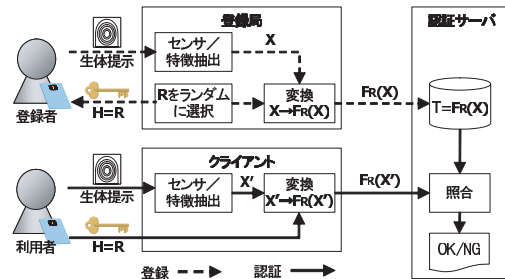 登録局
認証サーバ
生体提示
センサ/
特徴抽出
X
登録者
H=R
Rをランダム
に選択
変換
X→FR(X)
FR(X)
T=FR(X)
クライアント
生体提示
センサ/
特徴抽出
X'
変換
X'→FR(X')
FR(X')
照合
利用者
H=R
OK/NG
登録
認証